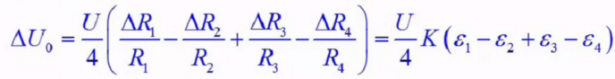 ΔU₀ = U/4 (ΔR₁/R₁ − ΔR₂/R₂ + ΔR₃/R₃ − ΔR₄/R₄) = U/4 K(ε₁ − ε₂ + ε₃ − ε₄)